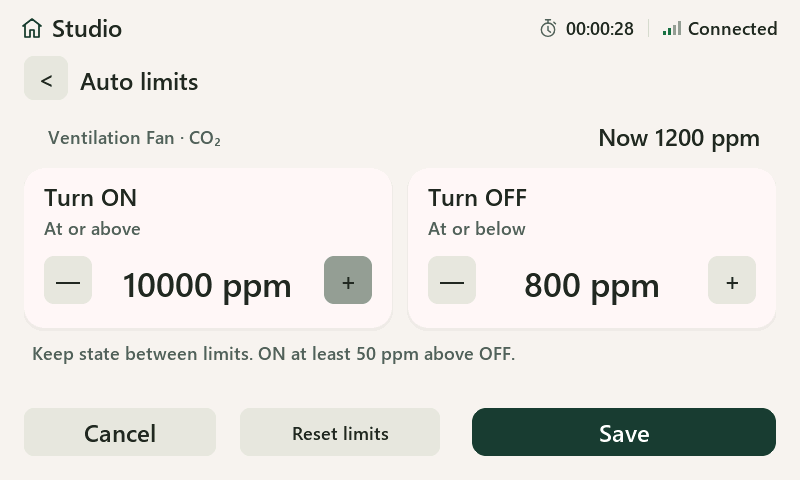 Studio
00:00:28
Connected
<
Auto limits
Ventilation Fan · CO₂
Now 1200 ppm
Turn ON
At or above
— 10000 ppm +
Turn OFF
At or below
— 800 ppm +
Keep state between limits. ON at least 50 ppm above OFF.
Cancel
Reset limits
Save